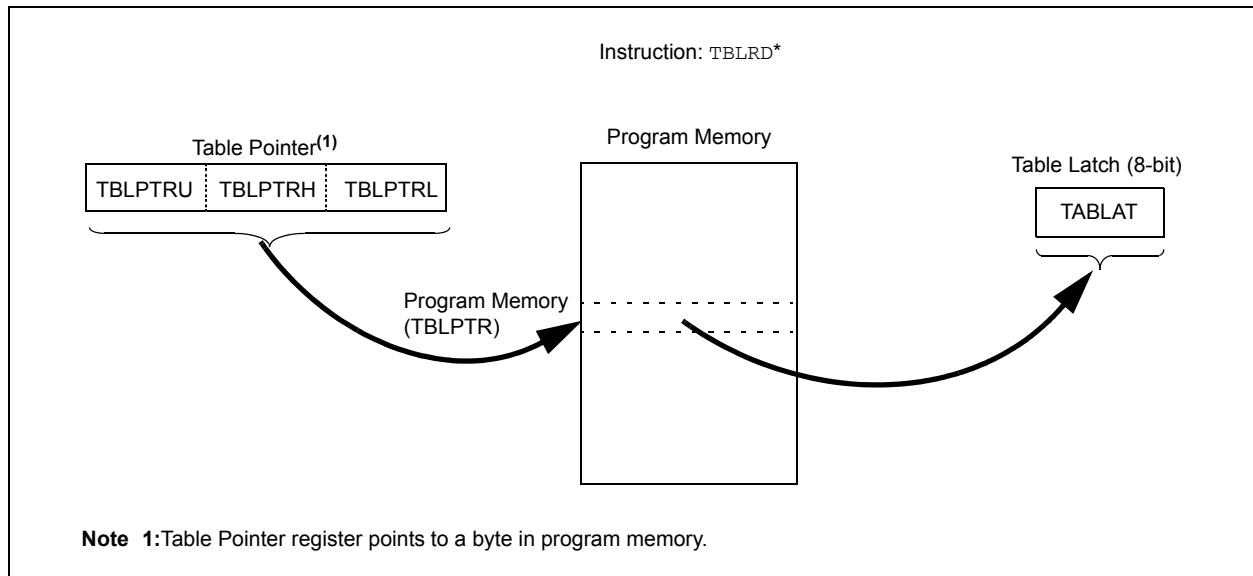 Instruction: TBLRD*
Table Pointer(1)
TBLPTRU TBLPTRH TBLPTRL
Program Memory
Table Latch (8-bit)
TABLAT
Program Memory
(TBLPTR)
Note 1:Table Pointer register points to a byte in program memory.